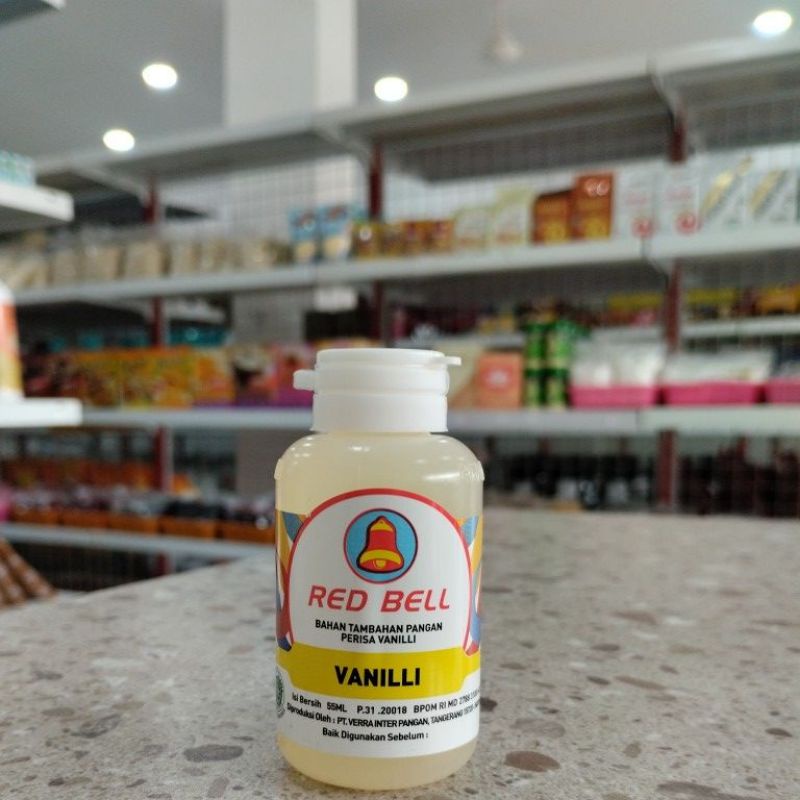 RED BELL
BAHAN TAMBAHAN PANGAN
PERISA VANILLI
VANILLI
Isi Bersih 55ML P.31 .20018 BPOM RI MD
Diproduksi Oleh : PT. VERRA INTER PANGAN, TANGERANG
Baik Digunakan Sebelum :